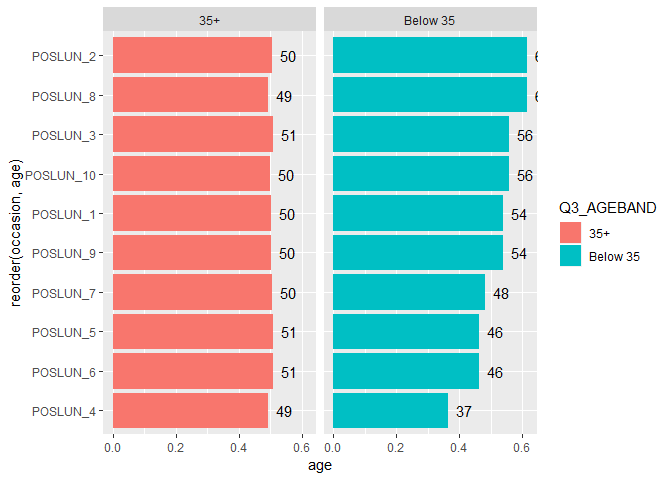 35+ Below 35
POSLUN_2 50
POSLUN_8 49
POSLUN_3 51 56
POSLUN_10 50 56
POSLUN_1 50 54
POSLUN_9 50 54
POSLUN_7 50 48
POSLUN_5 51 46
POSLUN_6 51 46
POSLUN_4 49 37
0.0 0.2 0.4 0.6 0.0 0.2 0.4 0.6
age
reorder(occasion, age)
Q3_AGEBAND
35+
Below 35